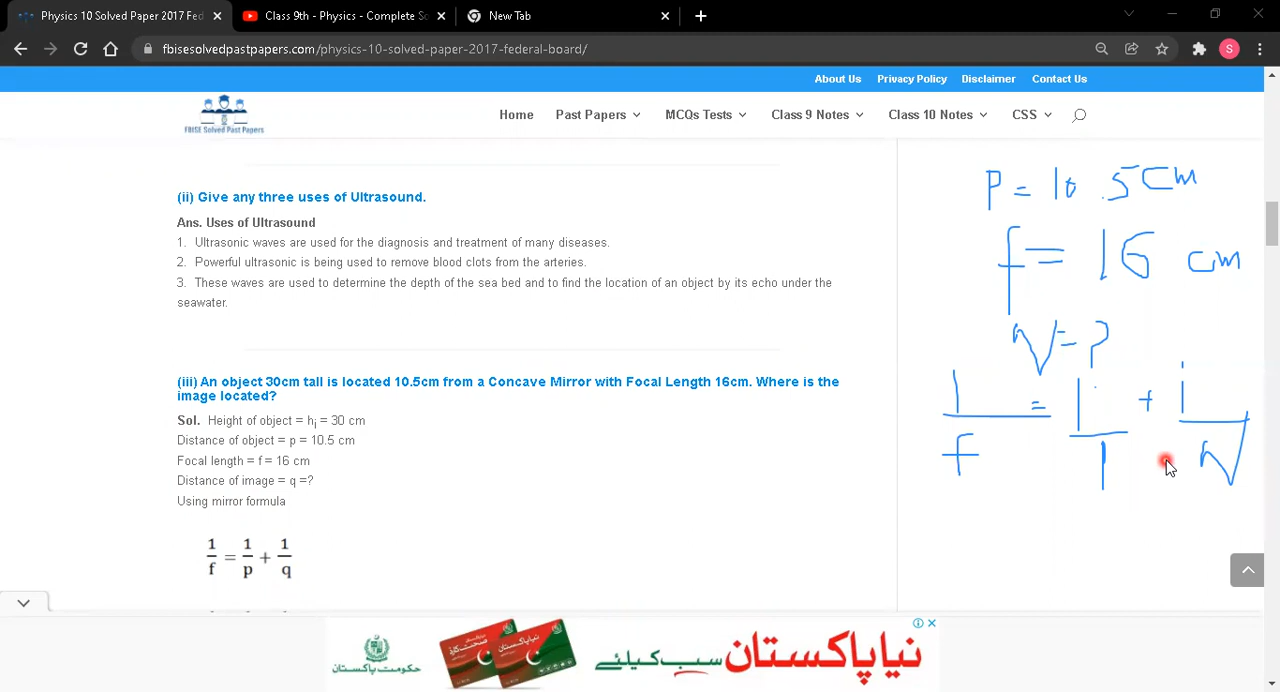 Physics 10 Solved Paper 2017 Fed
Class 9th - Physics - Complete So
New Tab
fbisesolvedpastpapers.com/physics-10-solved-paper-2017-federal-board/
S
About Us Privacy Policy Disclaimer Contact Us
FBISE Solved Past Papers
Home Past Papers MCQs Tests Class 9 Notes Class 10 Notes CSS
(ii) Give any three uses of Ultrasound.
Ans. Uses of Ultrasound
1. Ultrasonic waves are used for the diagnosis and treatment of many diseases.
2. Powerful ultrasonic is being used to remove blood clots from the arteries.
3. These waves are used to determine the depth of the sea bed and to find the location of an object by its echo under the
seawater.
(iii) An object 30cm tall is located 10.5cm from a Concave Mirror with Focal Length 16cm. Where is the
image located?
Sol. Height of object = hi = 30 cm
Distance of object = p = 10.5 cm
Focal length = f = 16 cm
Distance of image = q =?
Using mirror formula
1/f = 1/p + 1/q
P = 10.5 cm
f = 16 cm
= ?
حکومتِ پاکستان
نیا پاکستان سب کیلئے